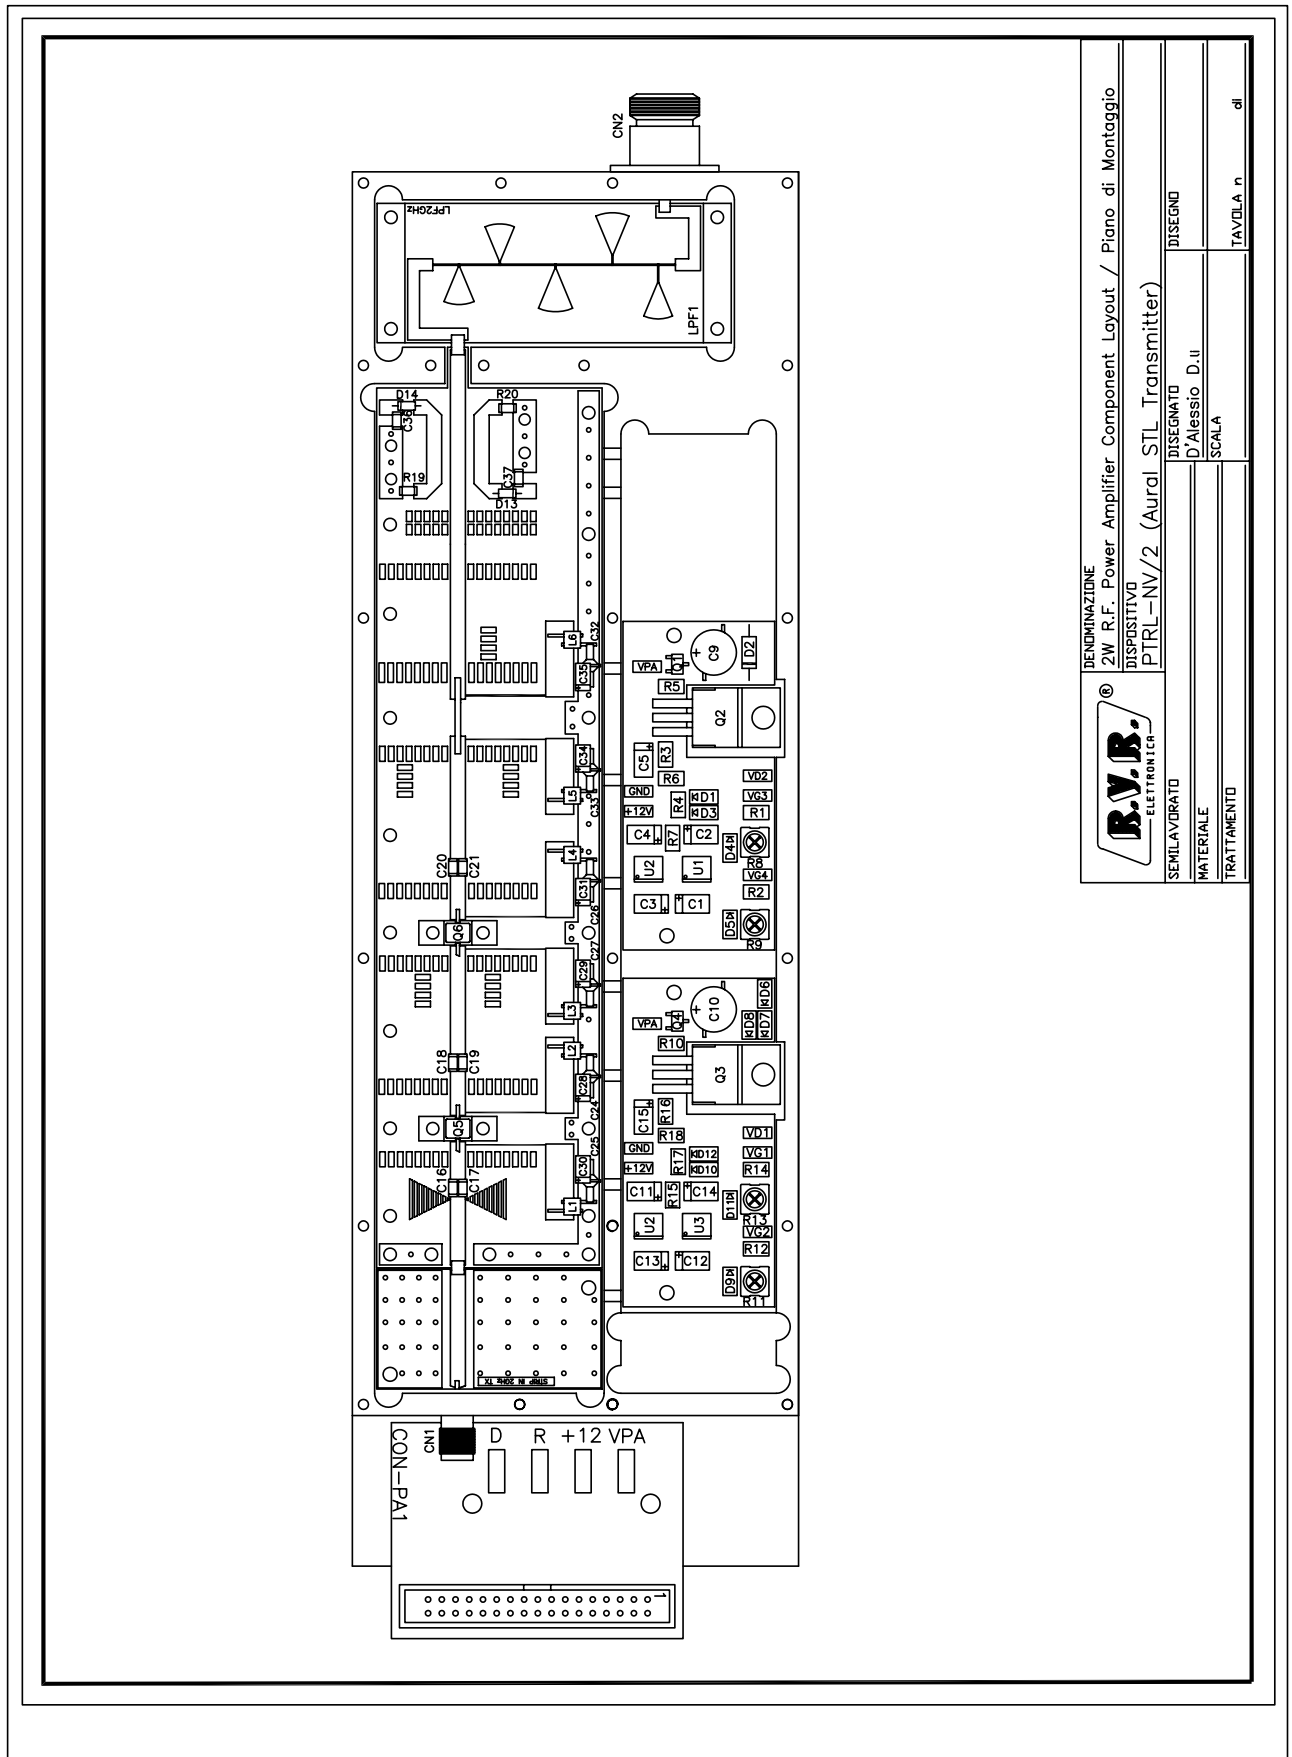 CN2
LPF2GHz
LPF1
D14
C36
R19
R20
C37
D13
L6
C32
C35
C34
L5
C33
C20
C21
L4
C31
C26
Q6
C27
C29
L3
C18
C19
L2
C28
C24
Q5
C25
C30
C16
C17
L1
STRIP IN 2GHz TX
VPA
Q1
C9
D2
R5
Q2
C5
R3
R6
VD2
GND
R4
D1
VG3
+12V
D3
R1
C4
R7
C2
D4
R8
U2
U1
VG4
R2
C3
C1
D5
R9
VPA
Q4
C10
D6
D8
D7
R10
Q3
C15
R16
R18
VD1
GND
R17
D12
VG1
+12V
D10
R14
C11
R15
C14
D11
R13
U2
U3
VG2
R12
C13
C12
D9
R11
CN1
CON-PA1
D R +12 VPA
1
R.V.R.®
ELETTRONICA
DENOMINAZIONE
2W R.F. Power Amplifier Component Layout / Piano di Montaggio
DISPOSITIVO
PTRL-NV/2 (Aural STL Transmitter)
SEMILAVORATO
DISEGNATO
D'Alessio D.u
DISEGNO
MATERIALE
SCALA
TRATTAMENTO
TAVOLA n di